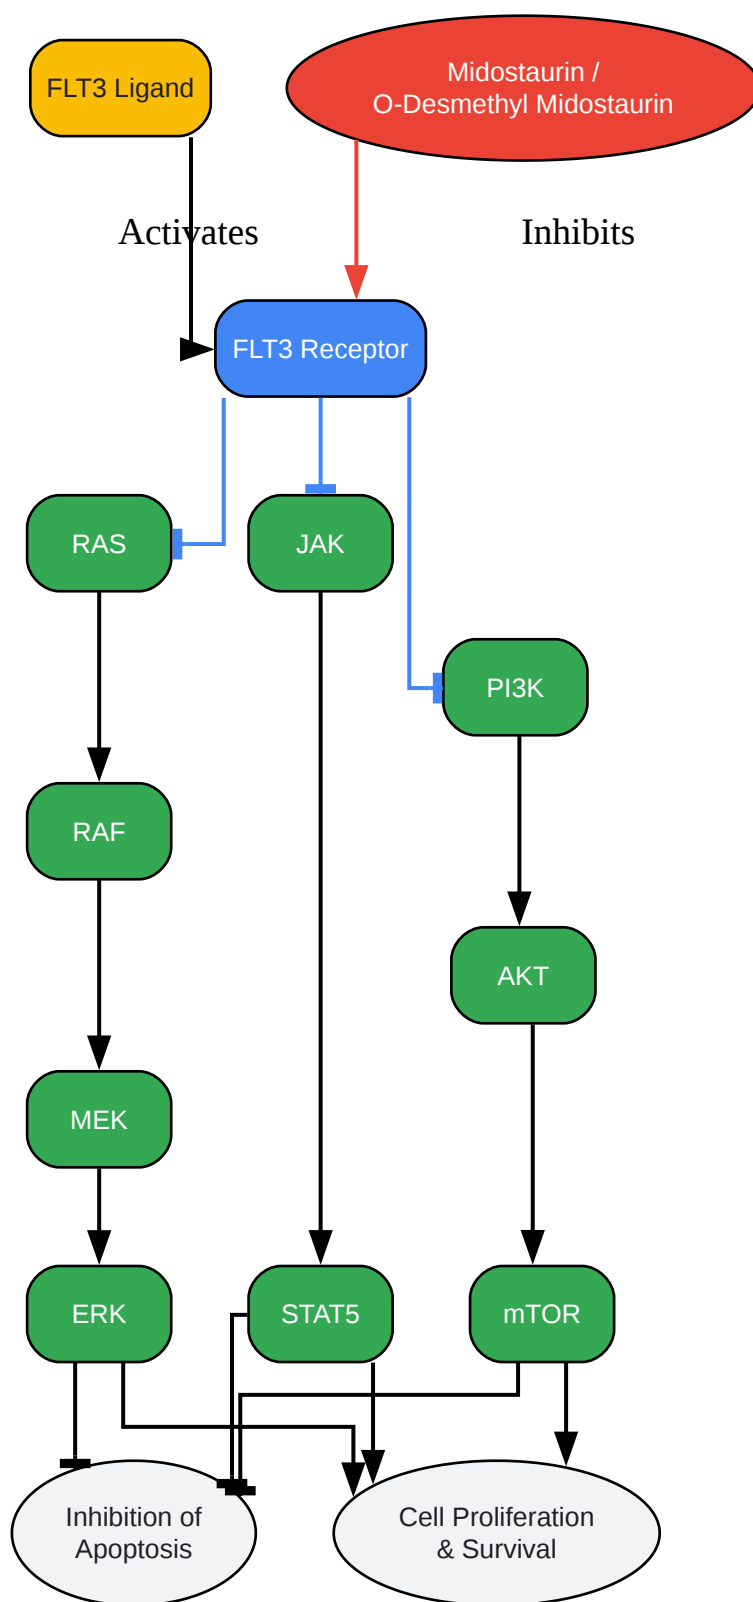 FLT3 Ligand
Midostaurin /
O-Desmethyl Midostaurin
Activates
Inhibits
FLT3 Receptor
RAS
JAK
PI3K
RAF
AKT
MEK
ERK
STAT5
mTOR
Inhibition of
Apoptosis
Cell Proliferation
& Survival